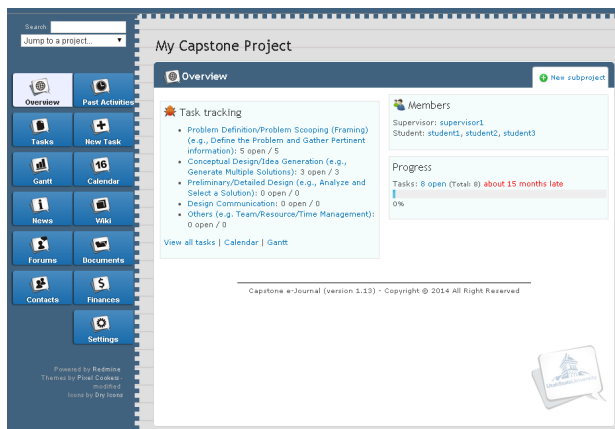 Search
Jump to a project...
My Capstone Project
Overview
New subproject
Overview
Past Activities
Tasks
New Task
Gantt
16
Calendar
News
Wiki
Forums
Documents
Contacts
Finances
Settings
Task tracking
Problem Definition/Problem Scoping (Framing)
(e.g., Define the Problem and Gather Pertinent
information): 5 open / 5
Conceptual Design/Idea Generation (e.g.,
Generate Multiple Solutions): 3 open / 3
Preliminary/Detailed Design (e.g., Analyze and
Select a Solution): 0 open / 0
Design Communication: 0 open / 0
Others (e.g. Team/Resource/Time Management):
0 open / 0
View all tasks | Calendar | Gantt
Members
Supervisor: supervisor1
Student: student1, student2, student3
Progress
Tasks: 8 open (Total: 8) about 15 months late
0%
Capstone e-Journal (version 1.13) - Copyright © 2014 All Right Reserved
Powered by Redmine
Themes by Pixel Cookers -
modified
Icons by Dry Icons
UtahStateUniversity